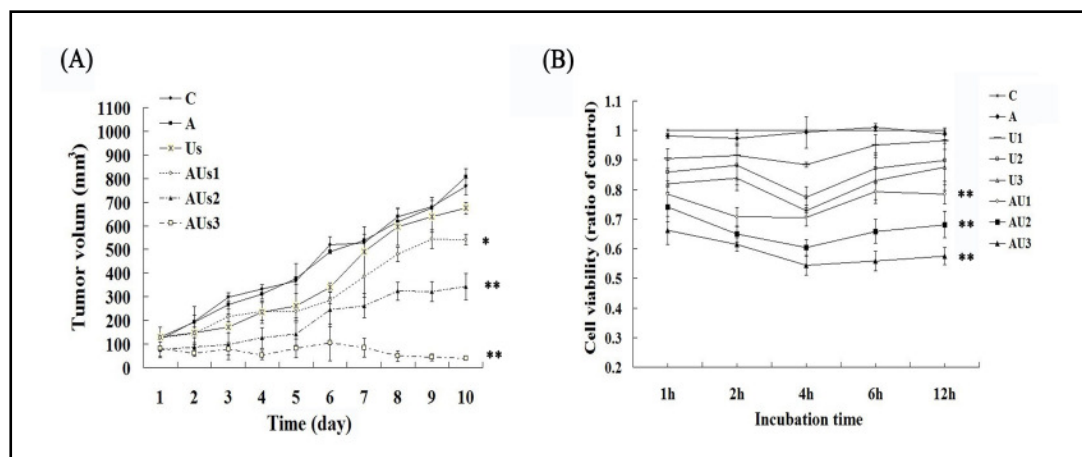 (A)
C
A
Us
AUs1
AUs2
AUs3
Tumor volum (mm³)
1100
1000
900
800
700
600
500
400
300
200
100
0
*
**
**
1 2 3 4 5 6 7 8 9 10
Time (day)
(B)
Cell viability (ratio of control)
1.1
1
0.9
0.8
0.7
0.6
0.5
0.4
0.3
0.2
C
A
U1
U2
U3
AU1
AU2
AU3
**
**
**
1h 2h 4h 6h 12h
Incubation time